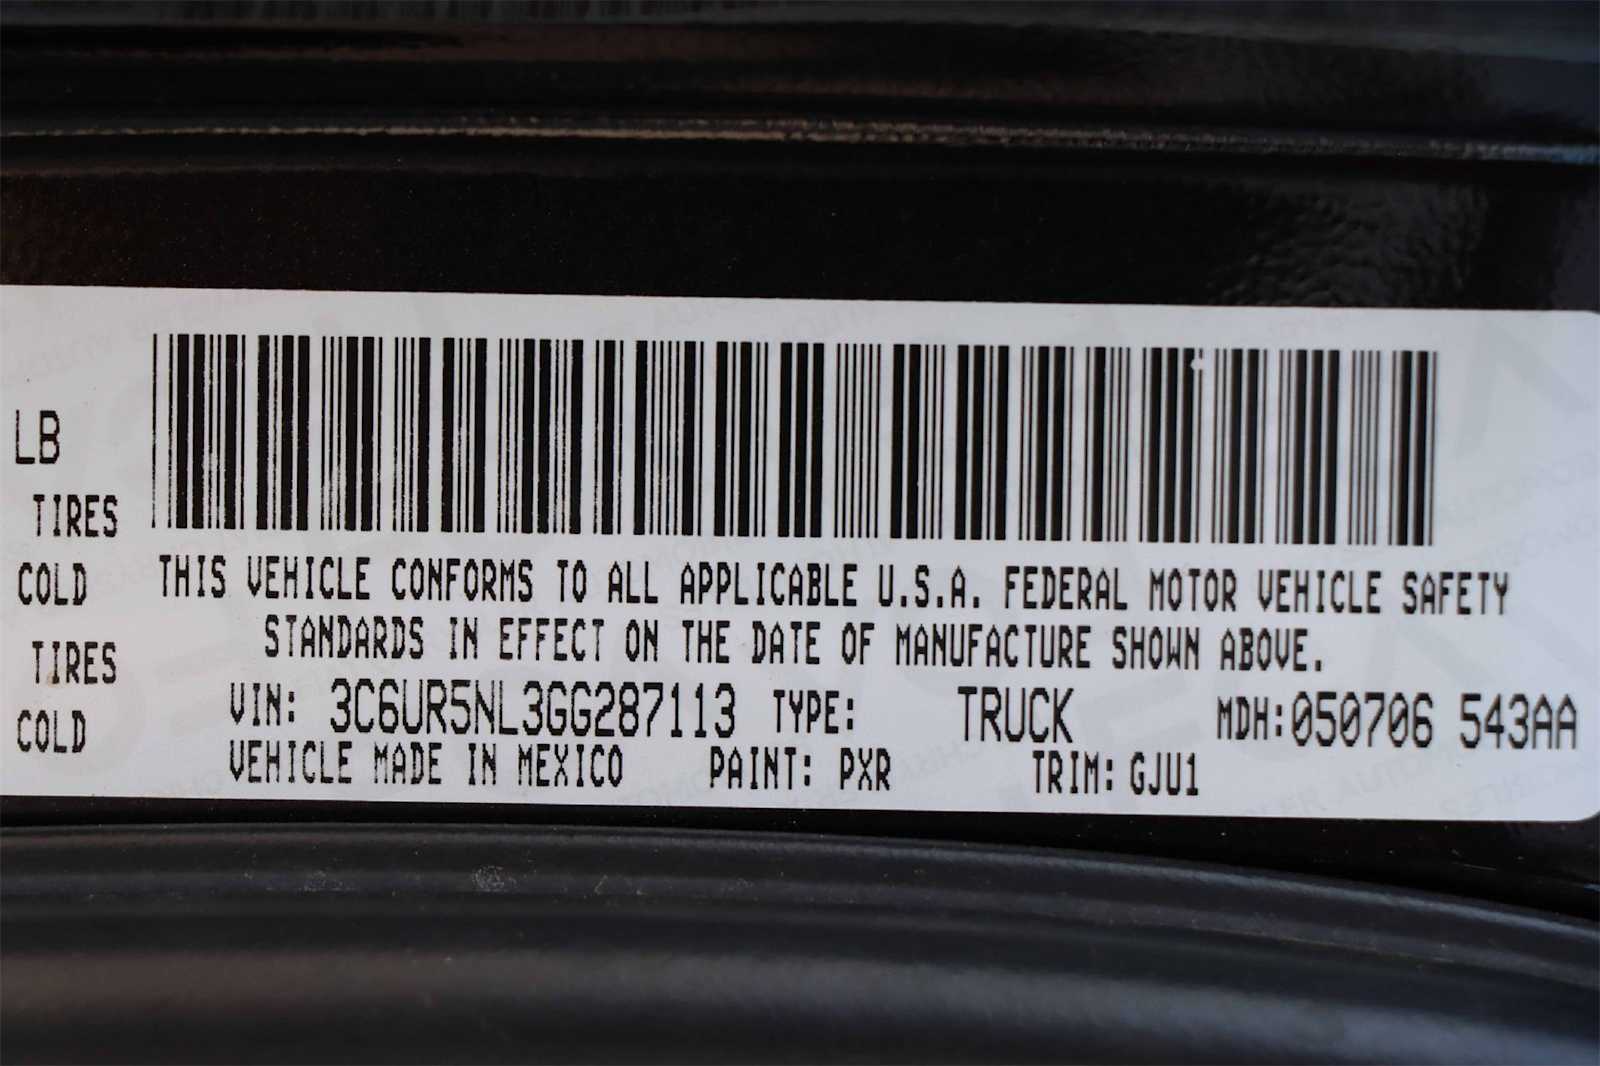 LB
TIRES
COLD
TIRES
COLD
THIS VEHICLE CONFORMS TO ALL APPLICABLE U.S.A. FEDERAL MOTOR VEHICLE SAFETY
STANDARDS IN EFFECT ON THE DATE OF MANUFACTURE SHOWN ABOVE.
VIN: 3C6UR5NL3GG287113 TYPE: TRUCK MDH:050706 543AA
VEHICLE MADE IN MEXICO PAINT: PXR TRIM: GJU1